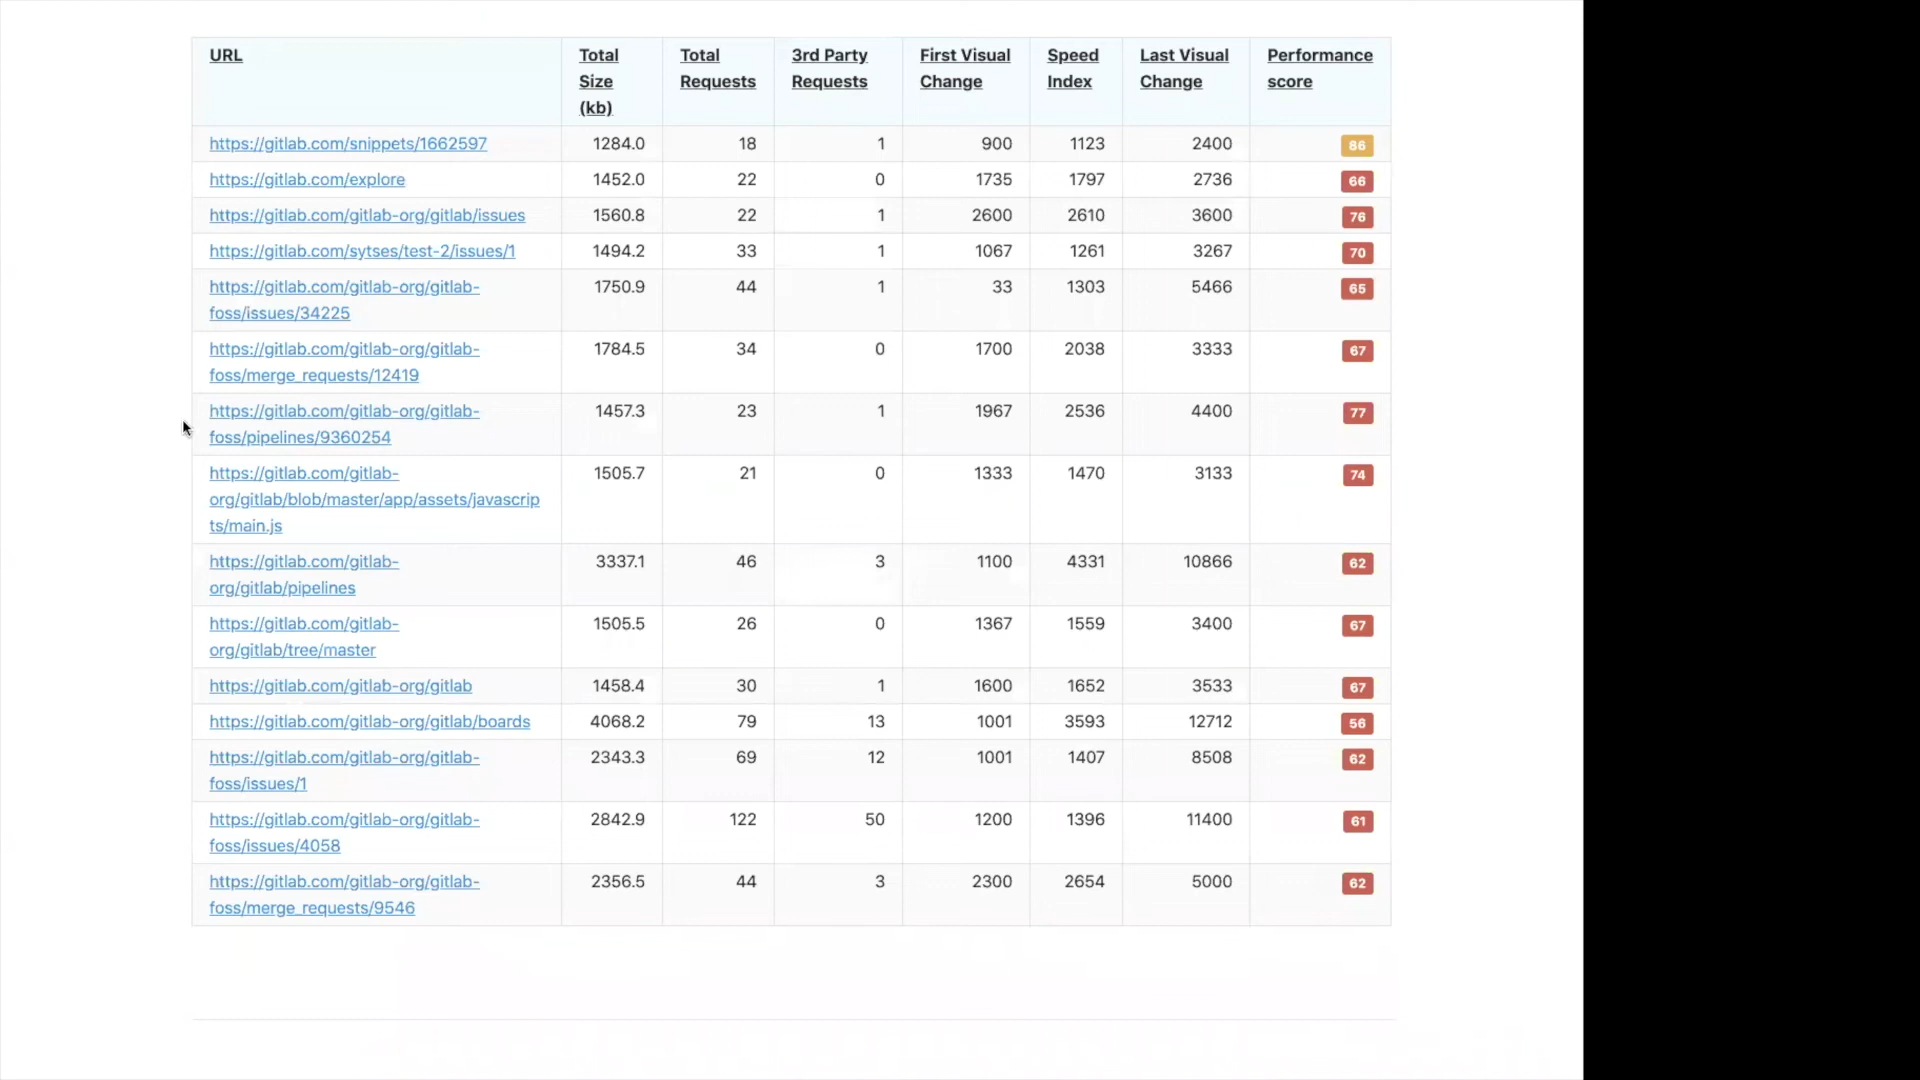 URL
Total Size (kb)
Total Requests
3rd Party Requests
First Visual Change
Speed Index
Last Visual Change
Performance score
https://gitlab.com/snippets/1662597 1284.0 18 1 900 1123 2400 86
https://gitlab.com/explore 1452.0 22 0 1735 1797 2736 66
https://gitlab.com/gitlab-org/gitlab/issues 1560.8 22 1 2600 2610 3600 76
https://gitlab.com/sytses/test-2/issues/1 1494.2 33 1 1067 1261 3267 70
https://gitlab.com/gitlab-org/gitlab- 1750.9 44 1 33 1303 5466 65
foss/issues/34225
https://gitlab.com/gitlab-org/gitlab- 1784.5 34 0 1700 2038 3333 67
foss/merge_requests/12419
https://gitlab.com/gitlab-org/gitlab- 1457.3 23 1 1967 2536 4400 77
foss/pipelines/9360254
https://gitlab.com/gitlab- 1505.7 21 0 1333 1470 3133 74
org/gitlab/blob/master/app/assets/javascrip
ts/main.js
https://gitlab.com/gitlab- 3337.1 46 3 1100 4331 10866 62
org/gitlab/pipelines
https://gitlab.com/gitlab- 1505.5 26 0 1367 1559 3400 67
org/gitlab/tree/master
https://gitlab.com/gitlab-org/gitlab 1458.4 30 1 1600 1652 3533 67
https://gitlab.com/gitlab-org/gitlab/boards 4068.2 79 13 1001 3593 12712 56
https://gitlab.com/gitlab-org/gitlab- 2343.3 69 12 1001 1407 8508 62
foss/issues/1
https://gitlab.com/gitlab-org/gitlab- 2842.9 122 50 1200 1396 11400 61
foss/issues/4058
https://gitlab.com/gitlab-org/gitlab- 2356.5 44 3 2300 2654 5000 62
foss/merge_requests/9546